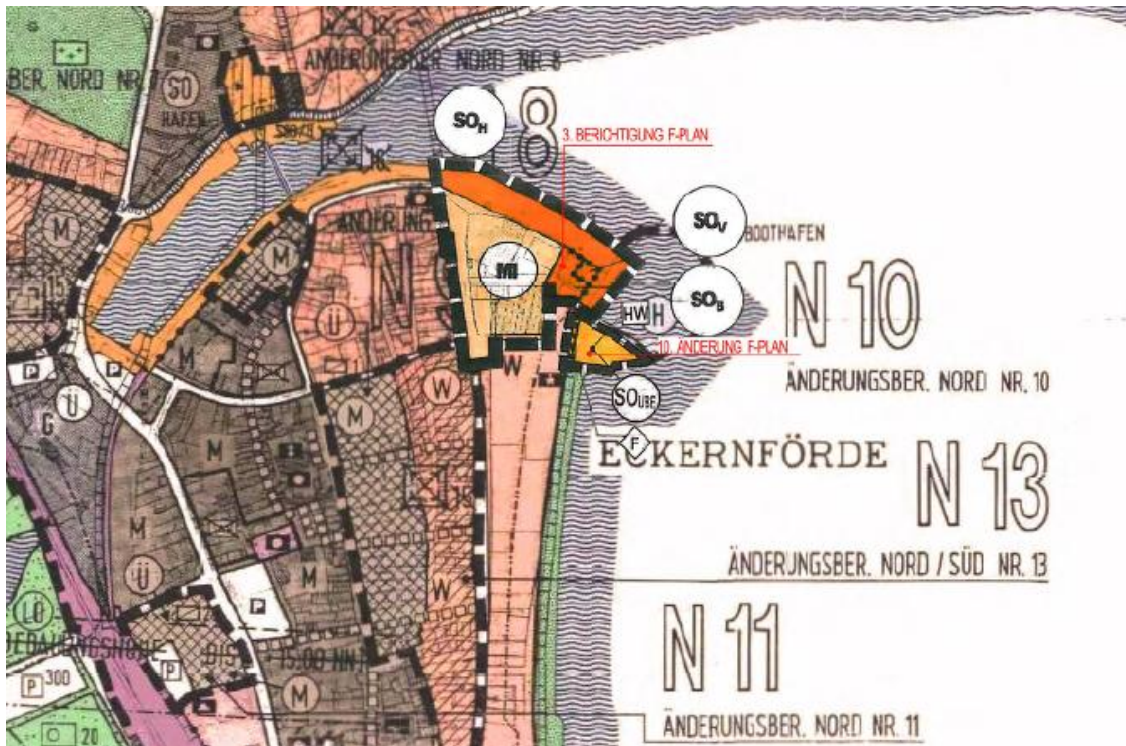 ÄNDERUNGSBER. NORD NR. 8
BER. NORD NR.
SO
HAFEN
SO_H
8
3. BERICHTIGUNG F-PLAN
SO_V
BOOTHAFEN
M
M
ÄNDERUNG
N
MI
SO_B
HW
H
N 10
10. ÄNDERUNG F-PLAN
ÄNDERUNGSBER. NORD NR. 10
P
P
M
Ü
W
W
SO_UBE
Ü
G
M
F
ECKERNFÖRDE
N 13
M
ÄNDERUNGSBER. NORD / SÜD NR. 13
M
Ü
M
W
W
P
N 11
15.00 NN
M
P
300
P
ÄNDERUNGSBER. NORD NR. 11
20